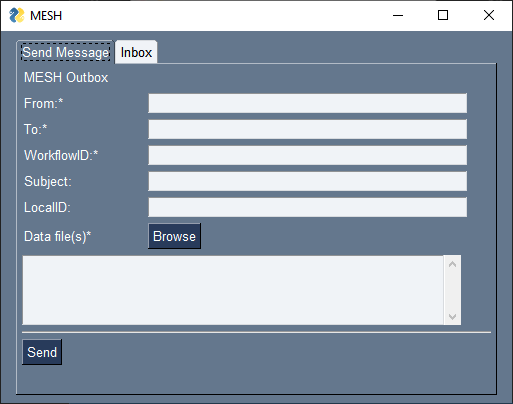 MESH
Send Message
Inbox
MESH Outbox
From:*
To:*
WorkflowID:*
Subject:
LocalID:
Data file(s)* Browse
Send